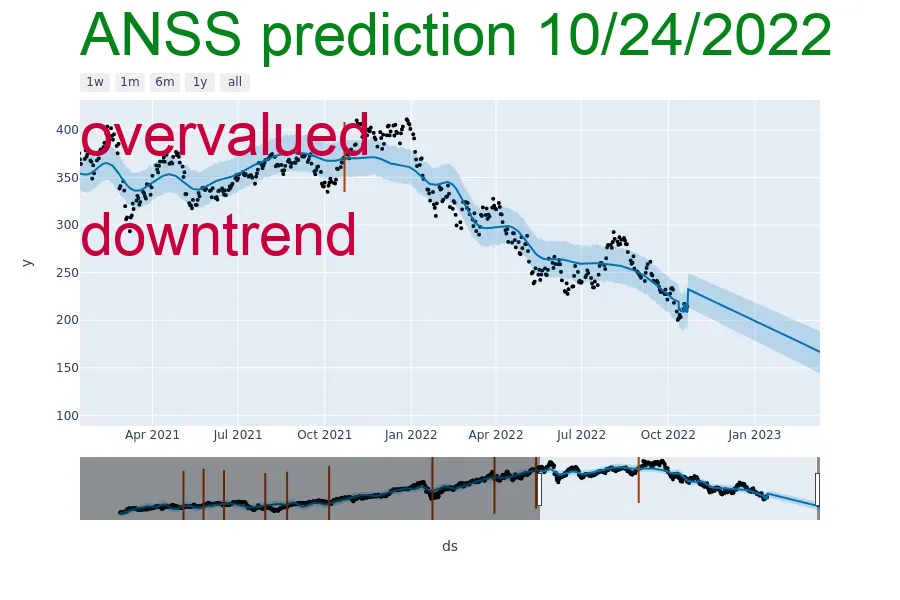 ANSS prediction 10/24/2022
1w 1m 6m 1y all
overvalued
downtrend
400
350
300
250
200
150
100
y
Apr 2021 Jul 2021 Oct 2021 Jan 2022 Apr 2022 Jul 2022 Oct 2022 Jan 2023
ds